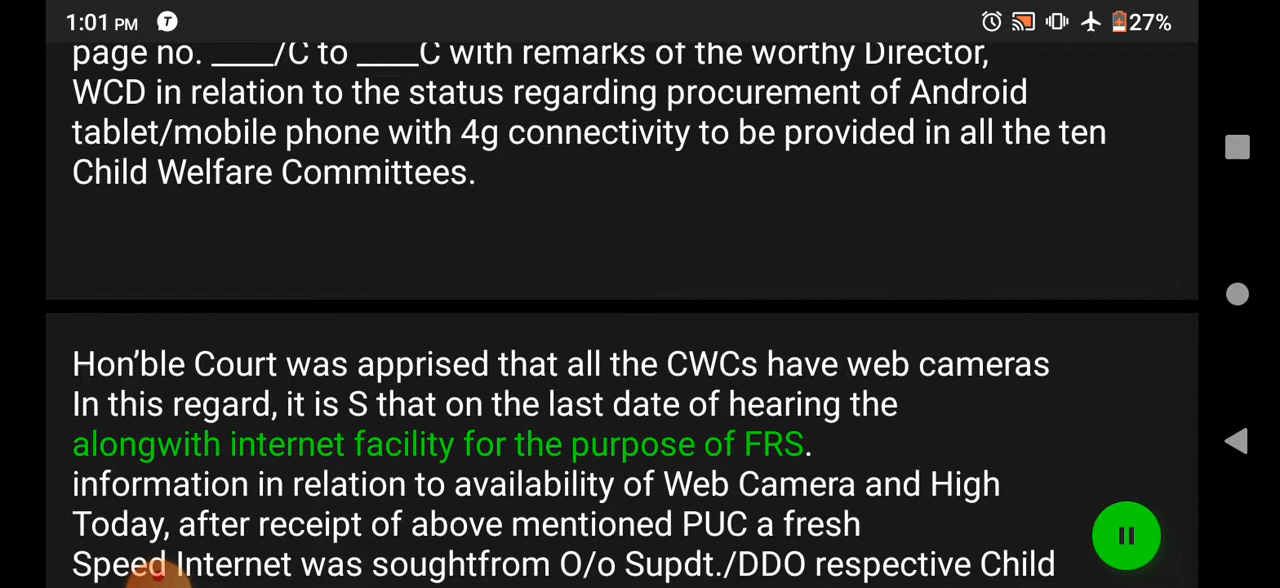 1:01 PM T 27%
page no. ____/C to ____C with remarks of the worthy Director,
WCD in relation to the status regarding procurement of Android
tablet/mobile phone with 4g connectivity to be provided in all the ten
Child Welfare Committees.
Hon'ble Court was apprised that all the CWCs have web cameras
In this regard, it is S that on the last date of hearing the
alongwith internet facility for the purpose of FRS.
information in relation to availability of Web Camera and High
Today, after receipt of above mentioned PUC a fresh
Speed Internet was soughtfrom O/o Supdt./DDO respective Child